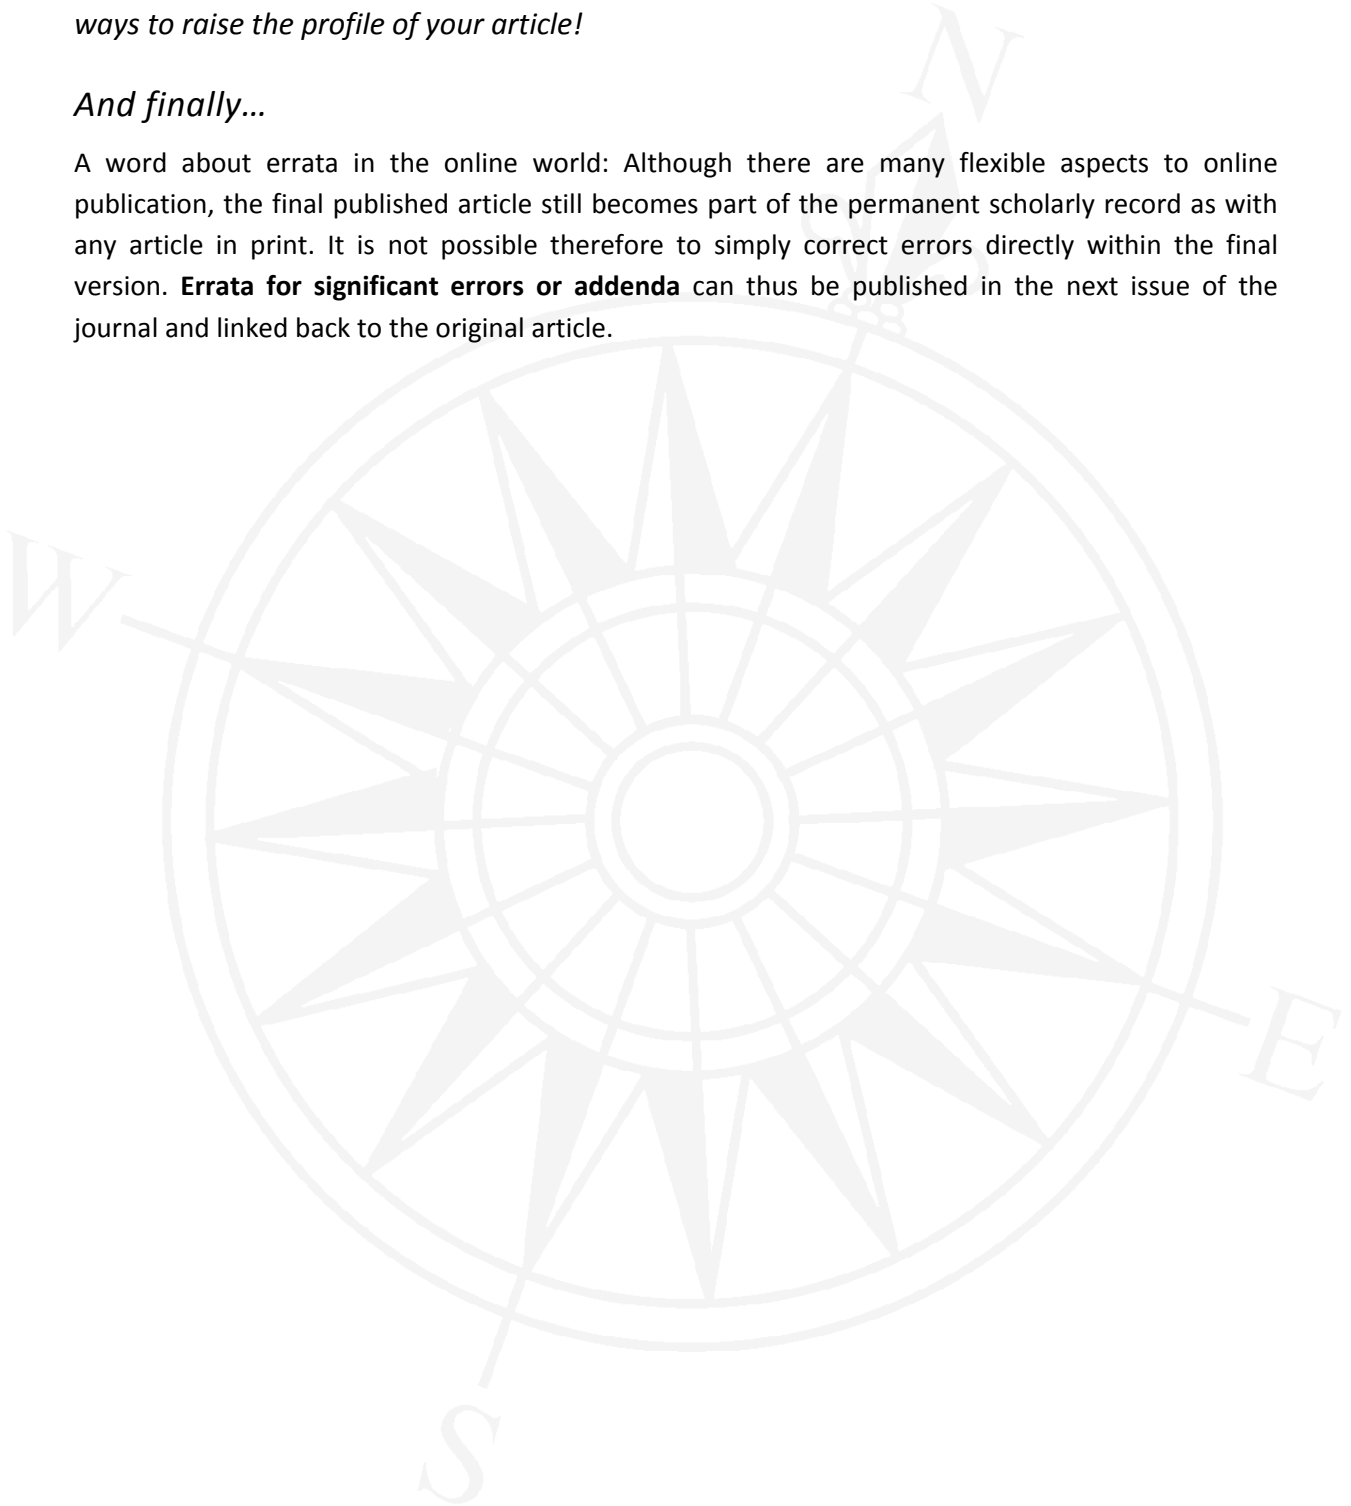 ways to raise the profile of your article!
And finally…
A word about errata in the online world: Although there are many flexible aspects to online
publication, the final published article still becomes part of the permanent scholarly record as with
any article in print. It is not possible therefore to simply correct errors directly within the final
version. Errata for significant errors or addenda can thus be published in the next issue of the
journal and linked back to the original article.
N
W
E
S